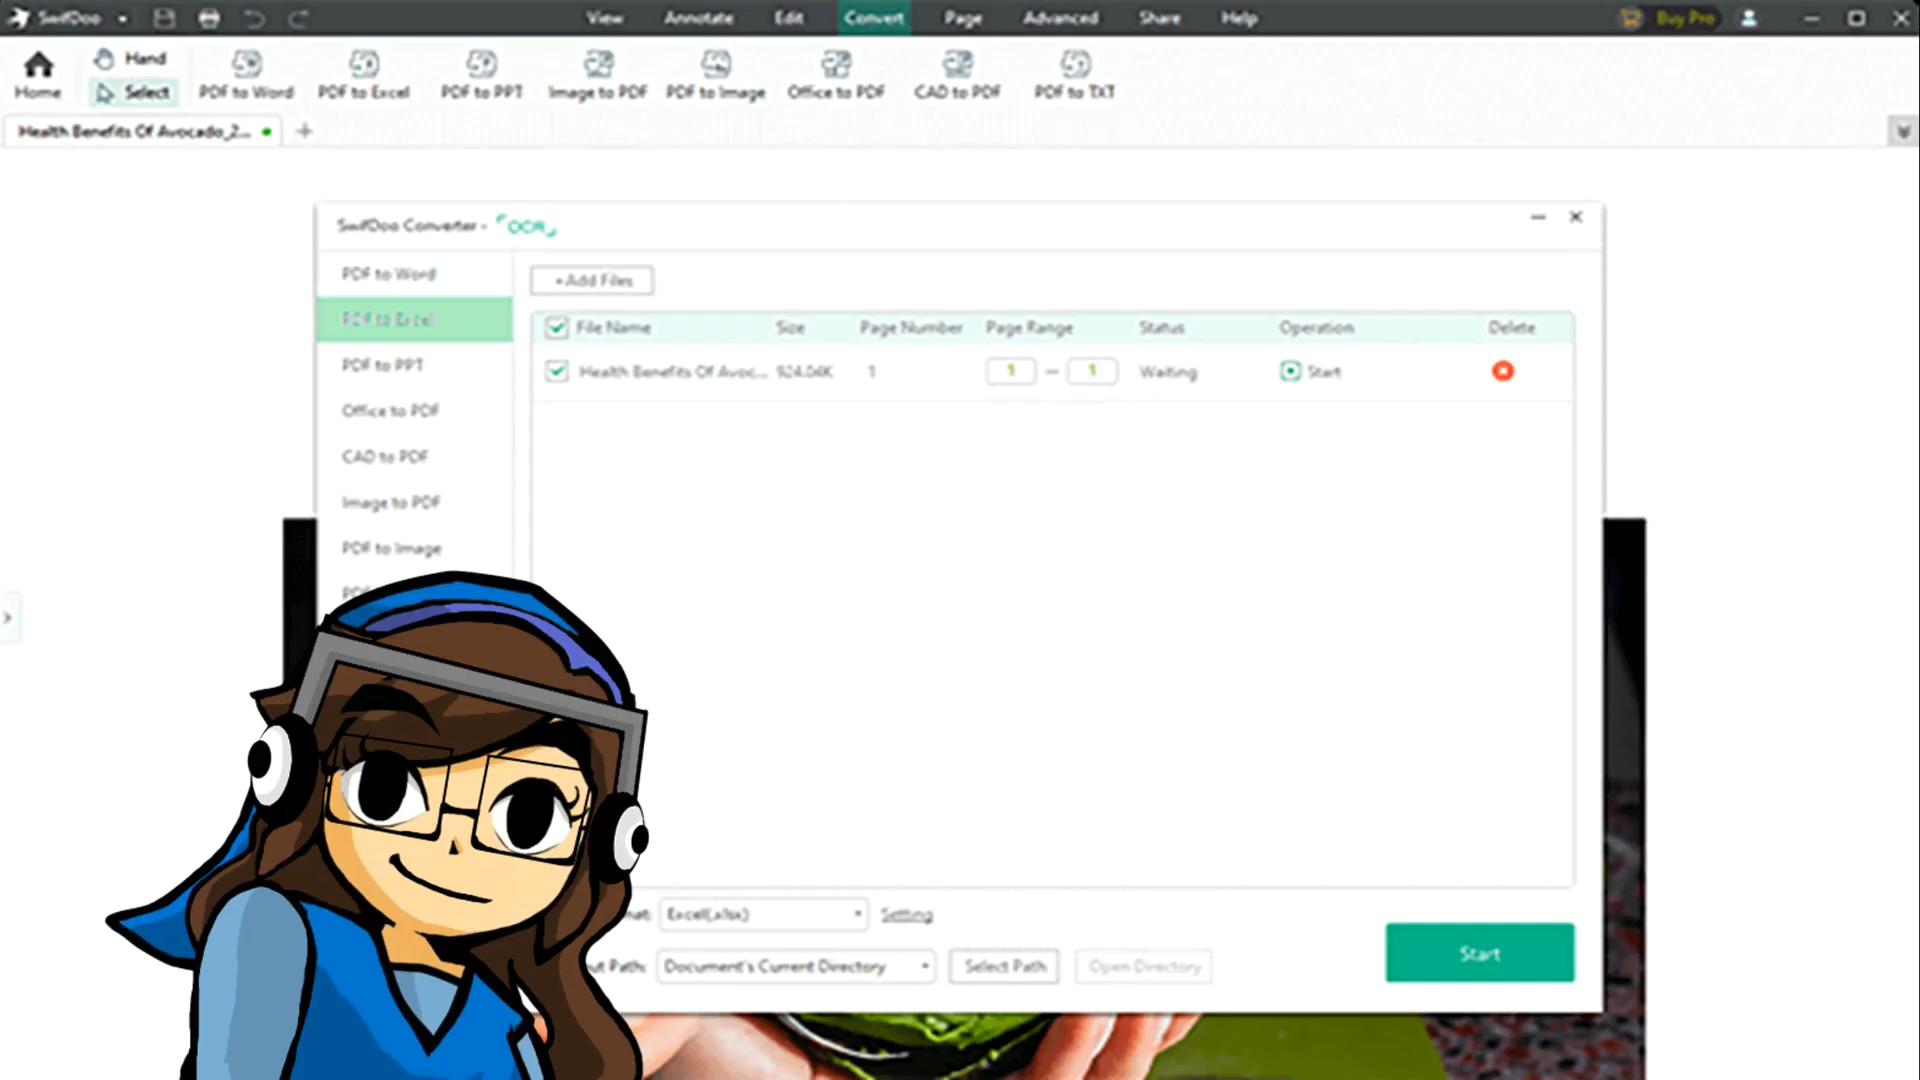 SwifDoo
View Annotate Edit Convert Page Advanced Share Help
Buy Pro
Home
Hand
Select
PDF to Word PDF to Excel PDF to PPT Image to PDF PDF to Image Office to PDF CAD to PDF PDF to TXT
Health Benefits Of Avocado_2...
SwifDoo Converter - OCR
PDF to Word
PDF to Excel
PDF to PPT
Office to PDF
CAD to PDF
Image to PDF
PDF to Image
+Add Files
File Name Size Page Number Page Range Status Operation Delete
Health Benefits Of Avoc... 924.04K 1 1 — 1 Waiting Start
Excel(.xlsx) Setting
Path: Document's Current Directory Select Path Open Directory
Start